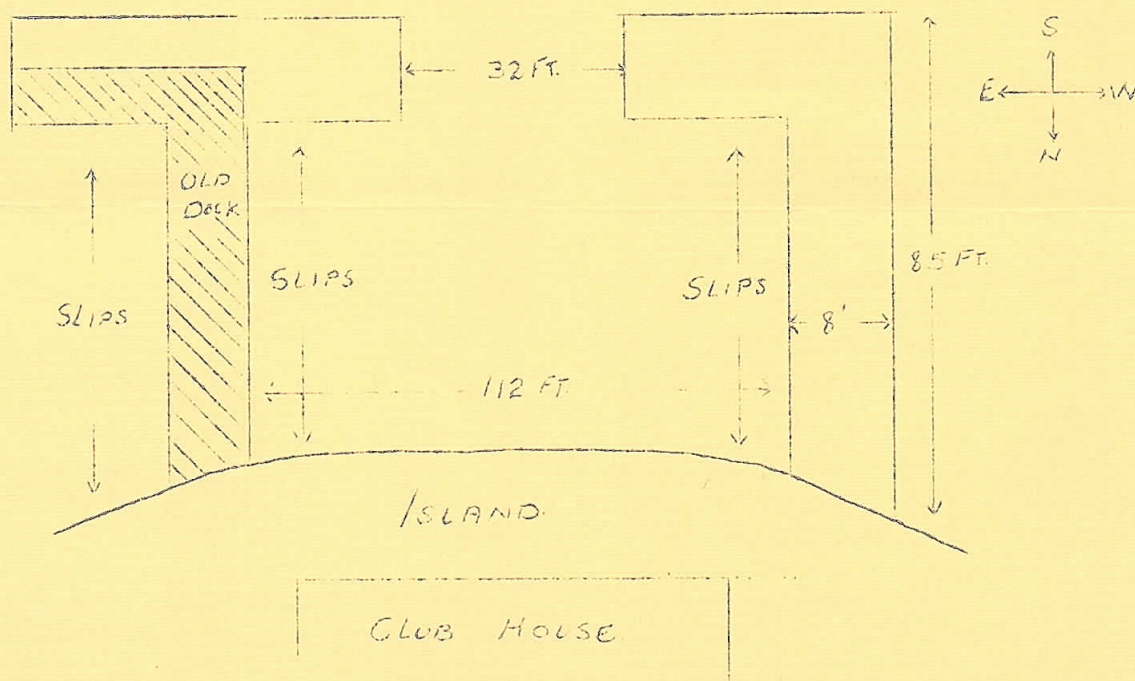 32 FT.
S
E W
N
OLD
DOCK
SLIPS
SLIPS
SLIPS
85 FT.
8'
112 FT.
ISLAND.
CLUB HOUSE.